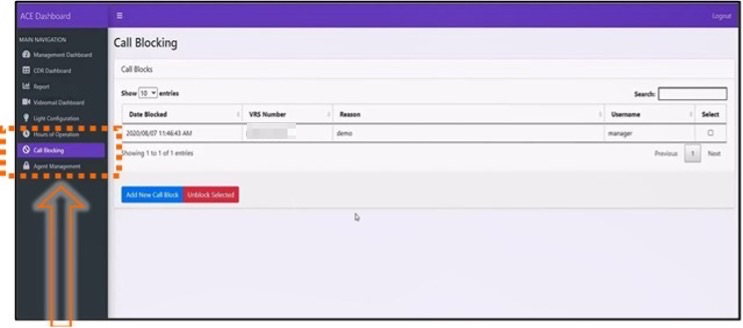 ACE Dashboard
Logout
MAIN NAVIGATION
Management Dashboard
CDR Dashboard
Report
Videomail Dashboard
Light Configuration
Hours of Operation
Call Blocking
Agent Management
Call Blocking
Call Blocks
Show 10 entries
Search:
Date Blocked VRS Number Reason Username Select
2020/08/07 11:46:43 AM demo manager
Showing 1 to 1 of 1 entries
Previous 1 Next
Add New Call Block Unblock Selected